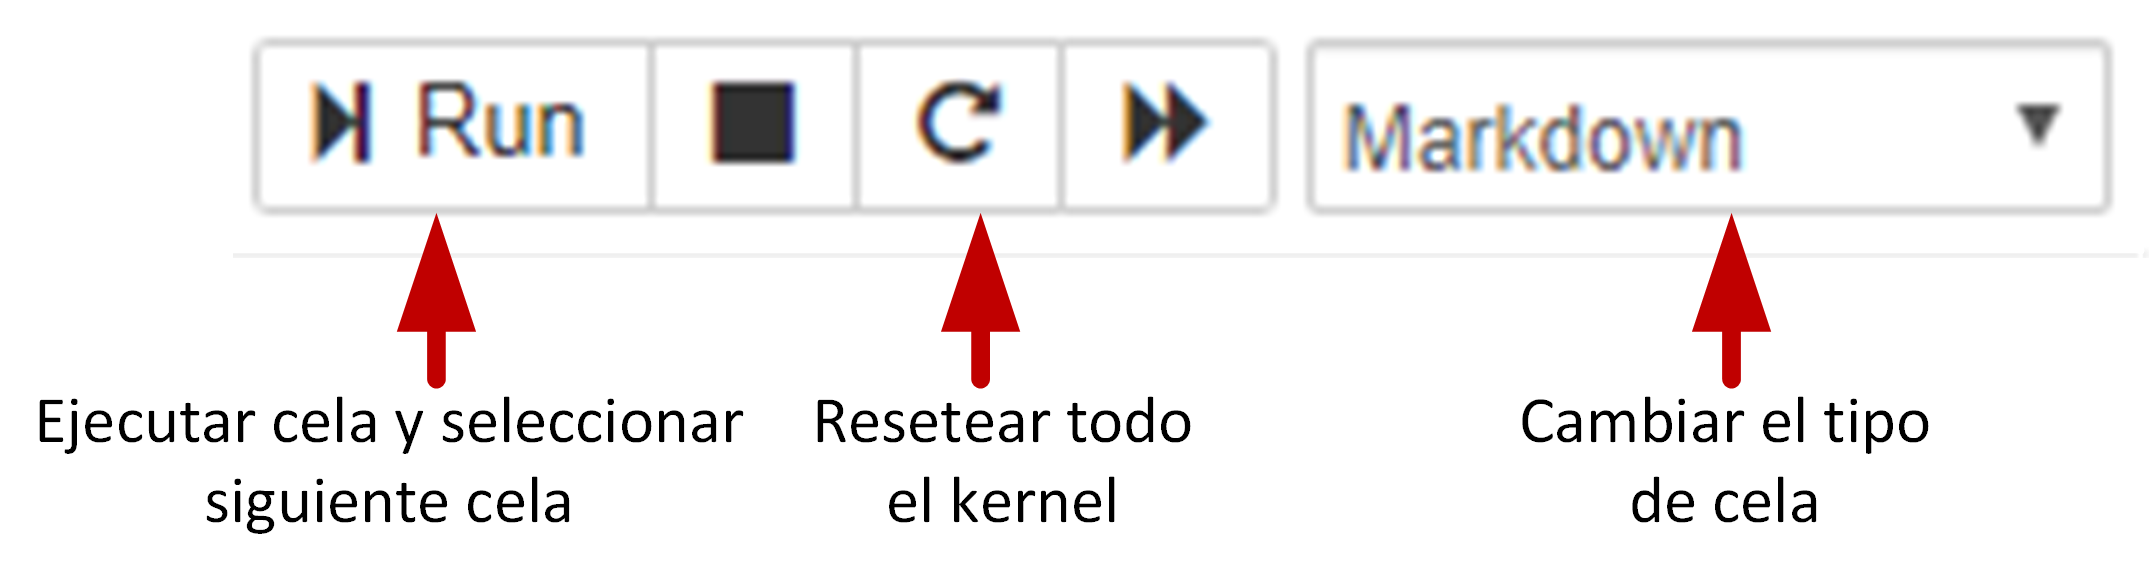 Run
Markdown
Ejecutar cela y seleccionar
siguiente cela
Resetear todo
el kernel
Cambiar el tipo
de cela